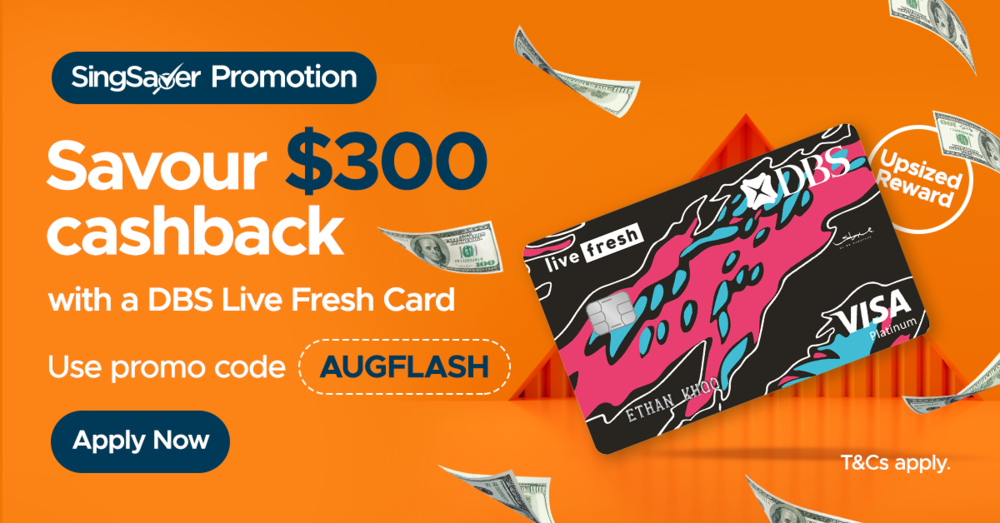 SingSaver Promotion
Savour $300
cashback
with a DBS Live Fresh Card
Use promo code AUGFLASH
Apply Now
Upsized
Reward
DBS
live fresh
VISA
Platinum
ETHAN KHOO
T&Cs apply.